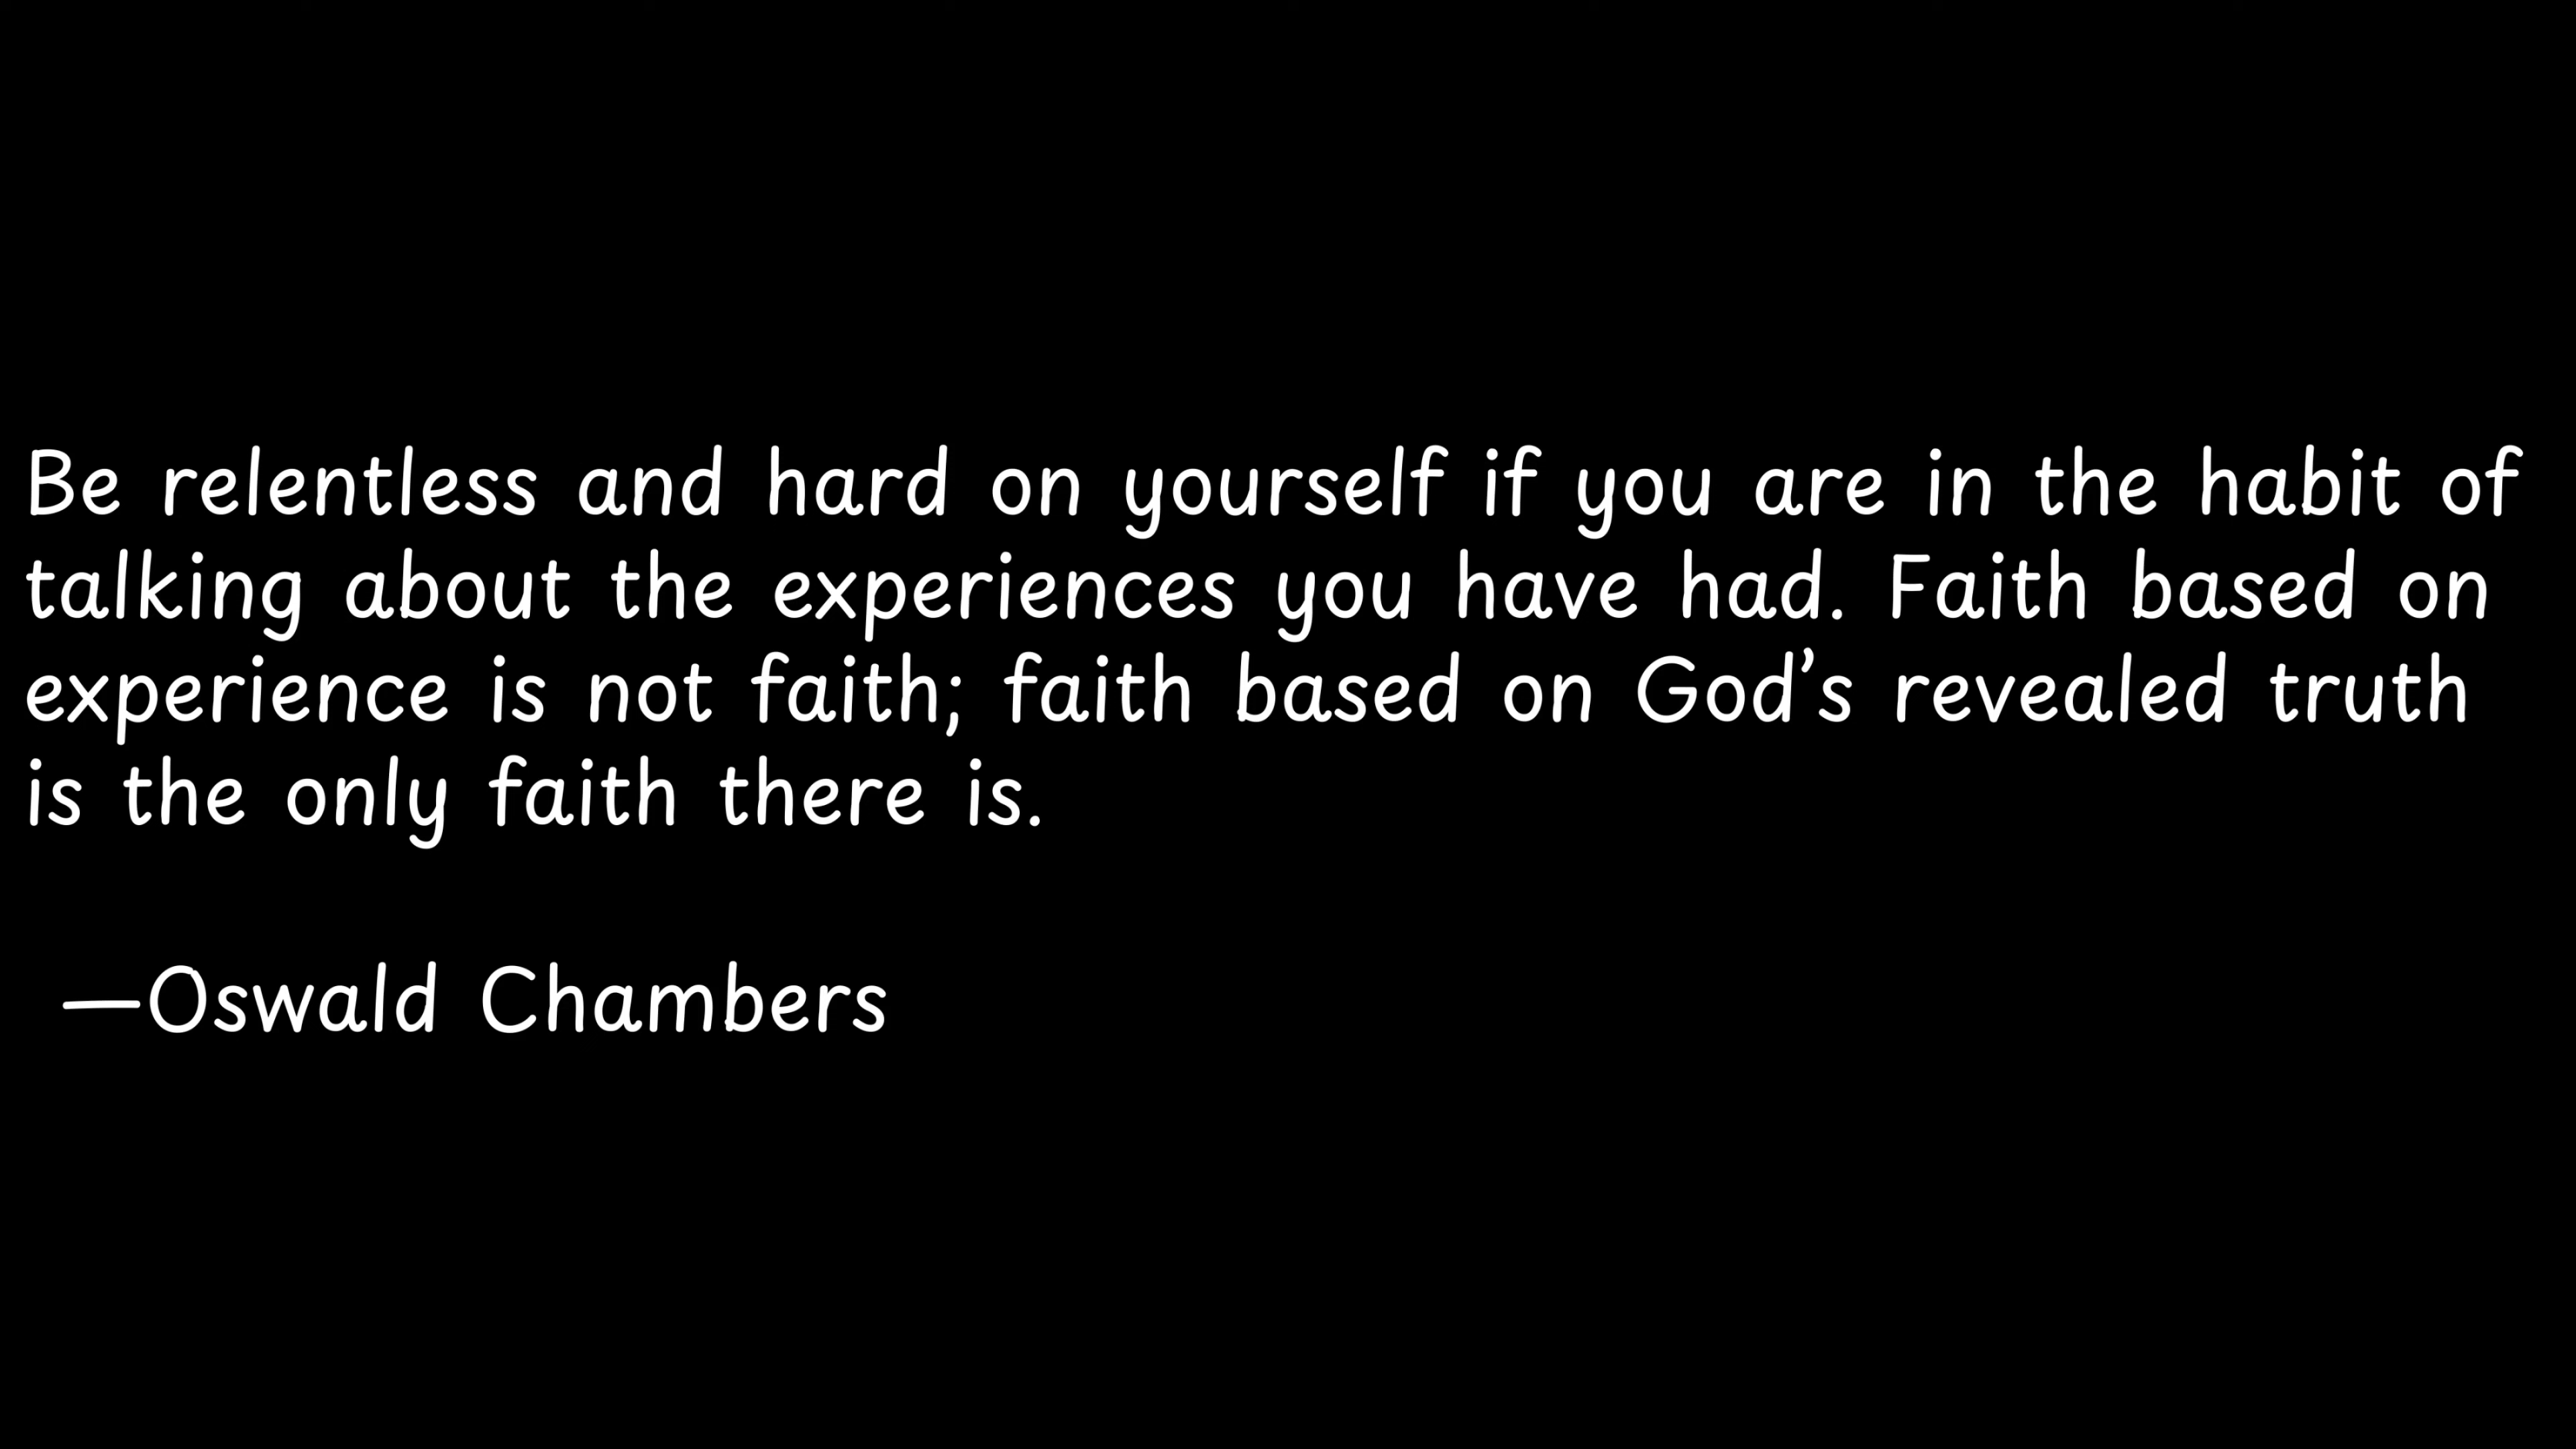 Be relentless and hard on yourself if you are in the habit of
talking about the experiences you have had. Faith based on
experience is not faith; faith based on God’s revealed truth
is the only faith there is.
—Oswald Chambers